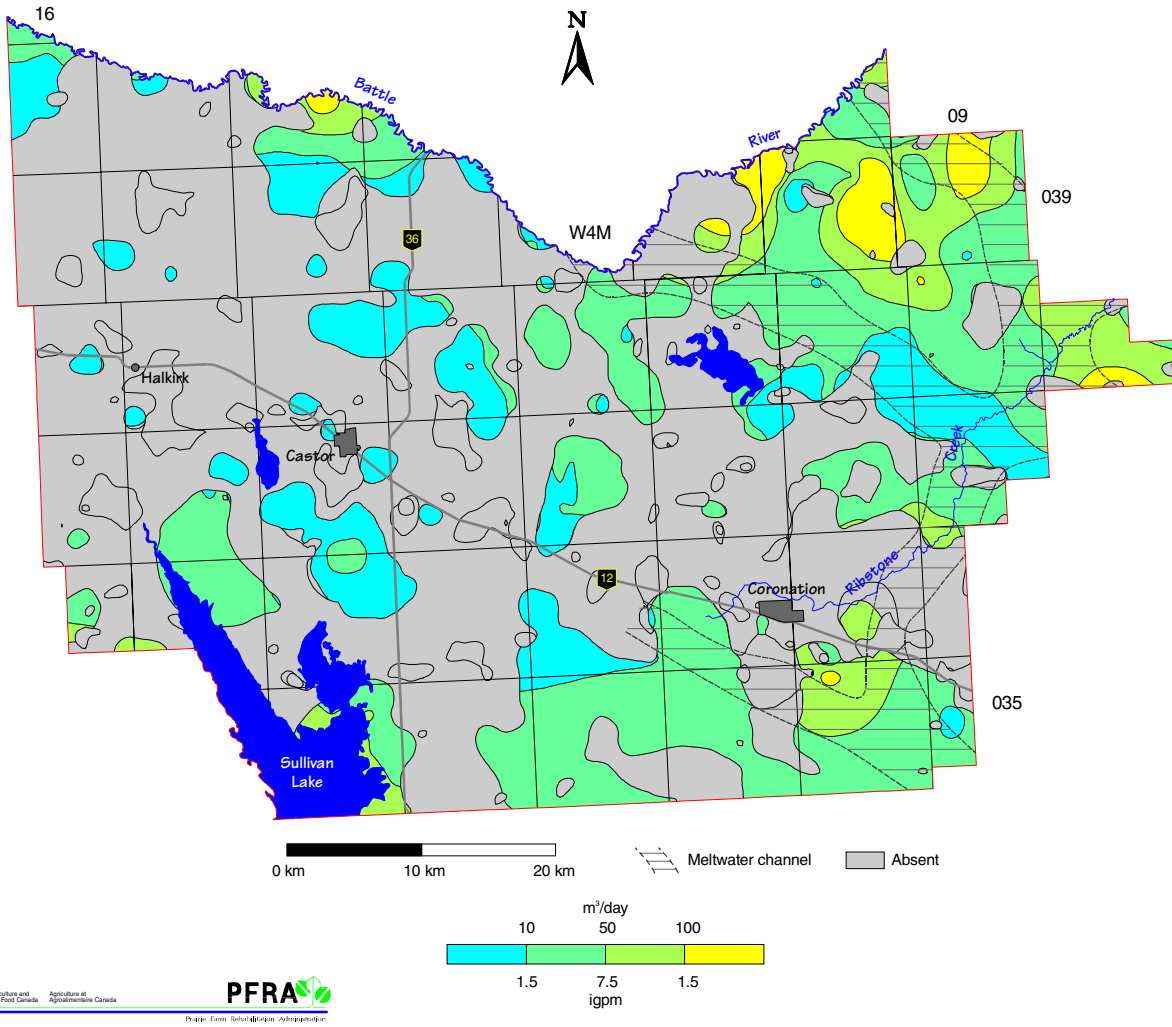 16
N
Battle
River
09
039
W4M
36
Halkirk
Castor
Creek
12
Coronation
Ribstone
035
Sullivan
Lake
0 km 10 km 20 km
Meltwater channel
Absent
m³/day
10 50 100
1.5 7.5 1.5
igpm
culture and Agriculture et
-Food Canada Agroalimentaire Canada
PFRA
Prairie Farm Rehabilitation Administration